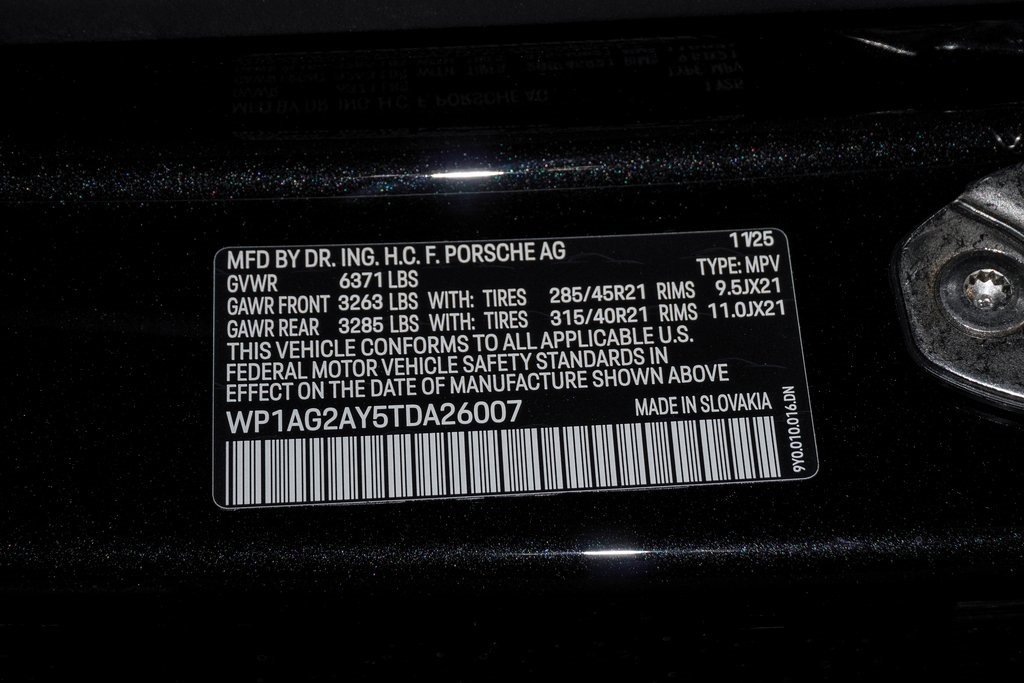 MFD BY DR. ING. H.C. F. PORSCHE AG 11/25
GVWR 6371 LBS TYPE: MPV
GAWR FRONT 3263 LBS WITH: TIRES 285/45R21 RIMS 9.5JX21
GAWR REAR 3285 LBS WITH: TIRES 315/40R21 RIMS 11.0JX21
THIS VEHICLE CONFORMS TO ALL APPLICABLE U.S.
FEDERAL MOTOR VEHICLE SAFETY STANDARDS IN
EFFECT ON THE DATE OF MANUFACTURE SHOWN ABOVE
WP1AG2AY5TDA26007 MADE IN SLOVAKIA
9Y0.010.016.DN